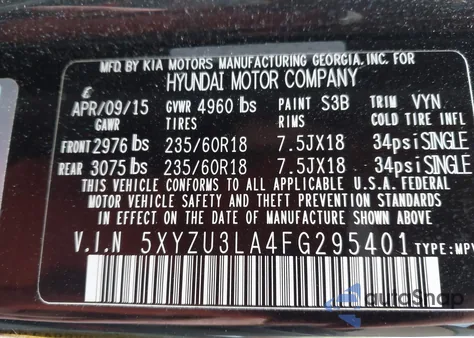 MFD. BY KIA MOTORS MANUFACTURING GEORGIA, INC. FOR
HYUNDAI MOTOR COMPANY
APR/09/15 GVWR 4960 lbs PAINT S3B TRIM VYN
GAWR TIRES RIMS COLD TIRE INFL
FRONT 2976 lbs 235/60R18 7.5JX18 34psi SINGLE
REAR 3075 lbs 235/60R18 7.5JX18 34psi SINGLE
THIS VEHICLE CONFORMS TO ALL APPLICABLE U.S.A. FEDERAL
MOTOR VEHICLE SAFETY AND THEFT PREVENTION STANDARDS
IN EFFECT ON THE DATE OF MANUFACTURE SHOWN ABOVE.
V.I.N 5XYZU3LA4FG295401 TYPE: MPV
autoSnap